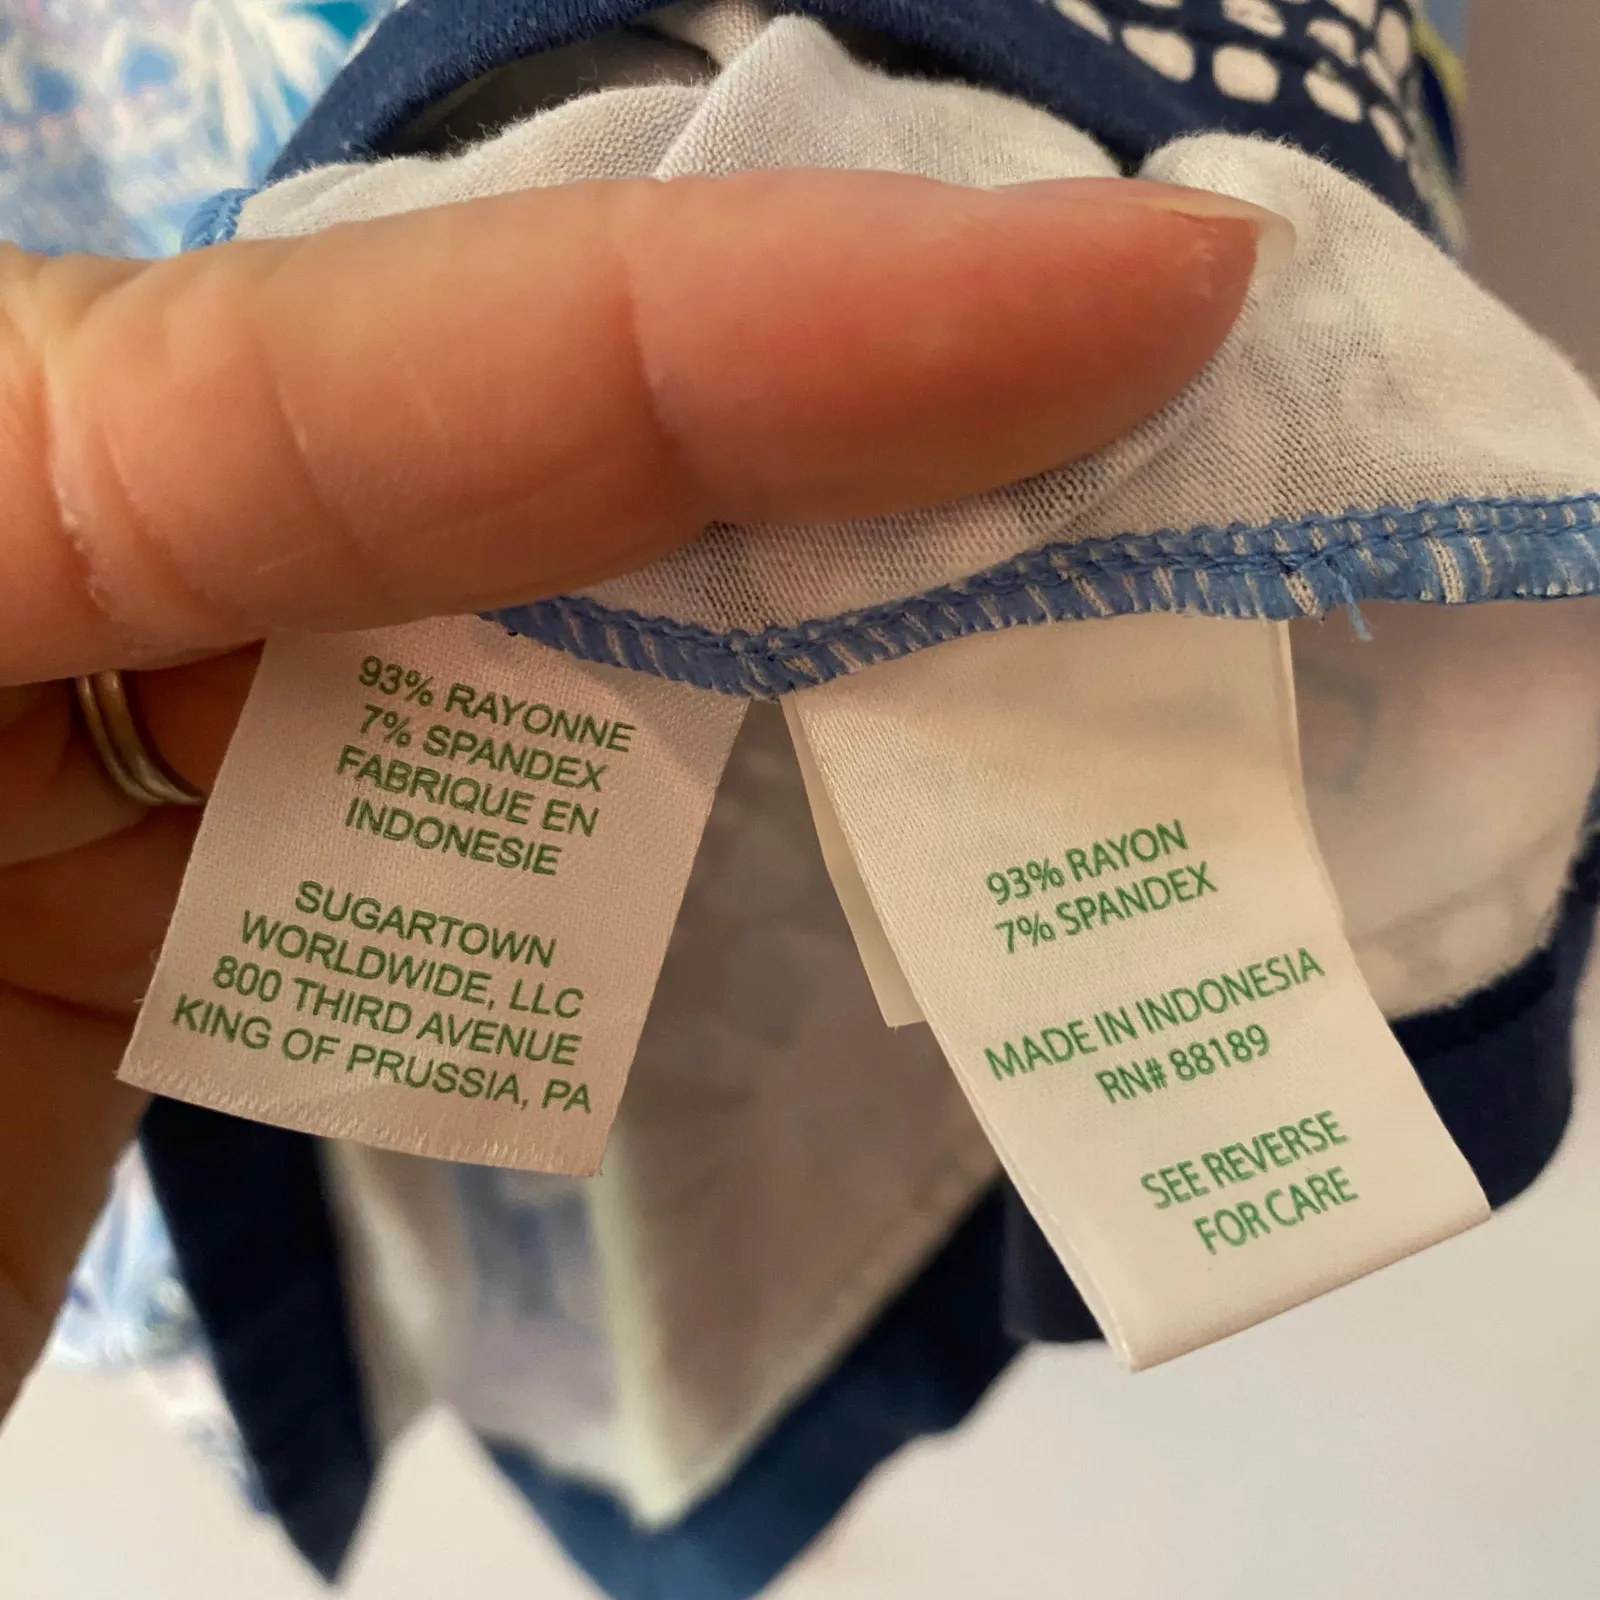 93% RAYONNE
7% SPANDEX
FABRIQUE EN
INDONESIE
SUGARTOWN
WORLDWIDE, LLC
800 THIRD AVENUE
KING OF PRUSSIA, PA
93% RAYON
7% SPANDEX
MADE IN INDONESIA
RN# 88189
SEE REVERSE
FOR CARE